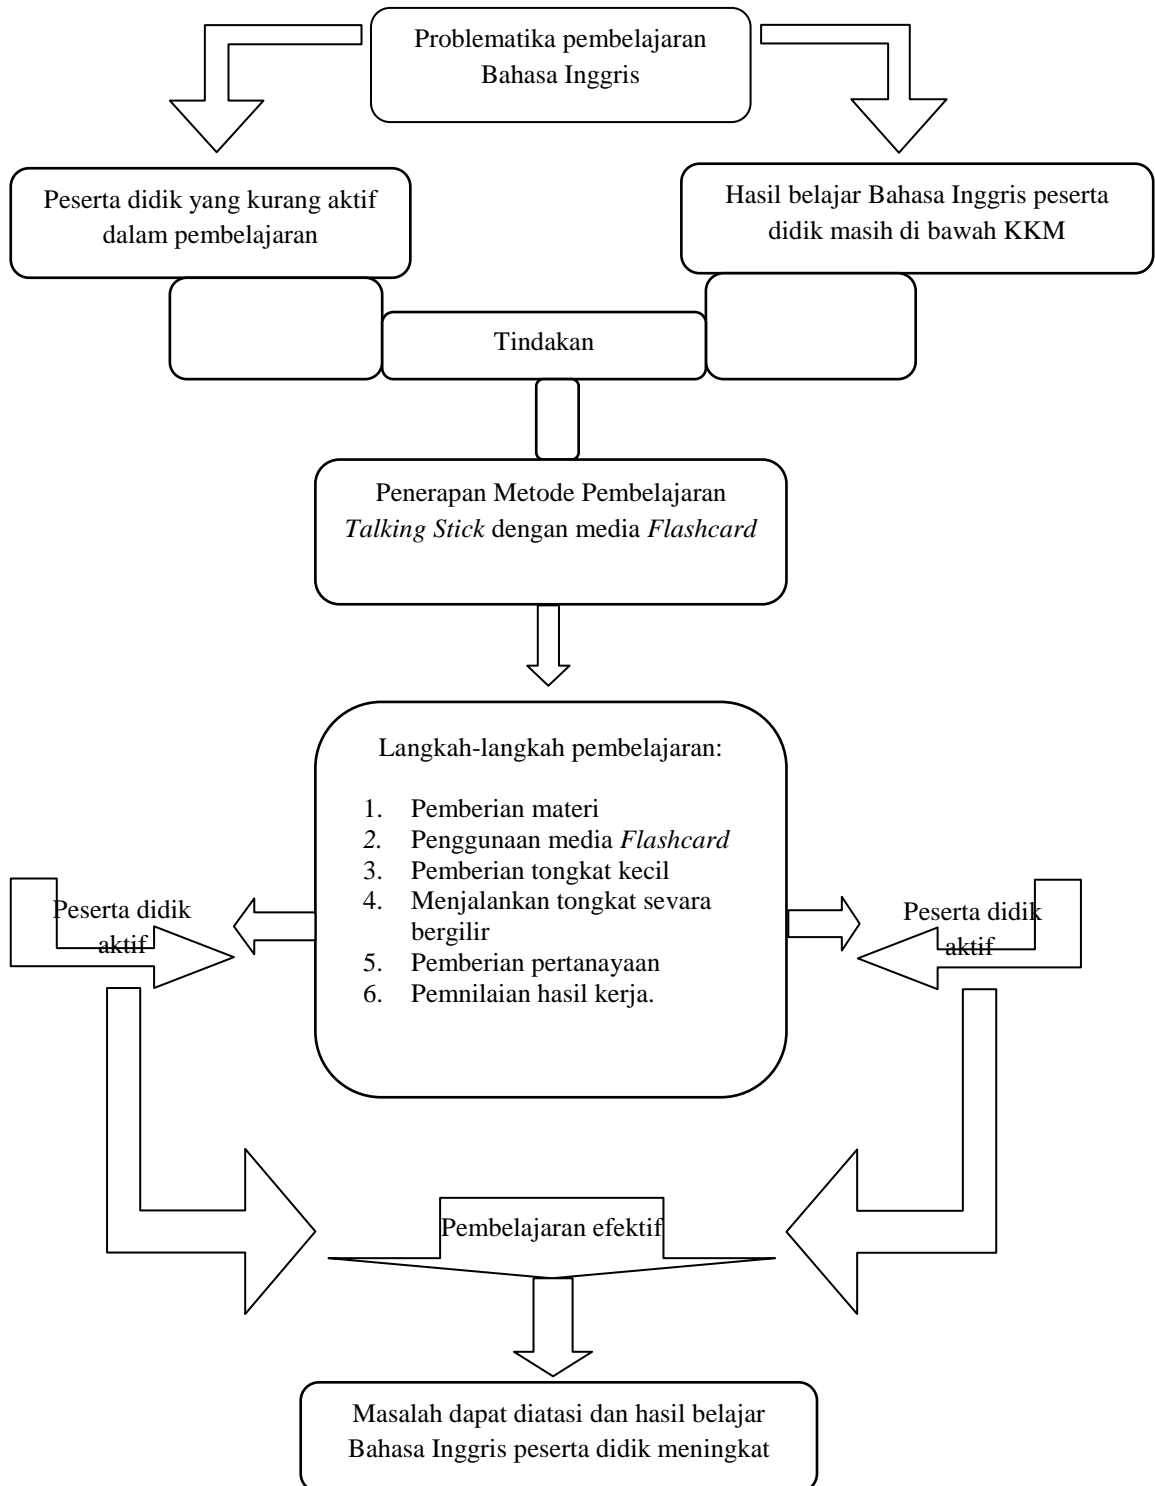 Problematika pembelajaran
Bahasa Inggris
Peserta didik yang kurang aktif
dalam pembelajaran
Hasil belajar Bahasa Inggris peserta
didik masih di bawah KKM
Tindakan
Penerapan Metode Pembelajaran
Talking Stick dengan media Flashcard
Langkah-langkah pembelajaran:
1. Pemberian materi
2. Penggunaan media Flashcard
3. Pemberian tongkat kecil
4. Menjalankan tongkat sevara
bergilir
5. Pemberian pertanayaan
6. Pemnilaian hasil kerja.
Peserta didik
aktif
Peserta didik
aktif
Pembelajaran efektif
Masalah dapat diatasi dan hasil belajar
Bahasa Inggris peserta didik meningkat